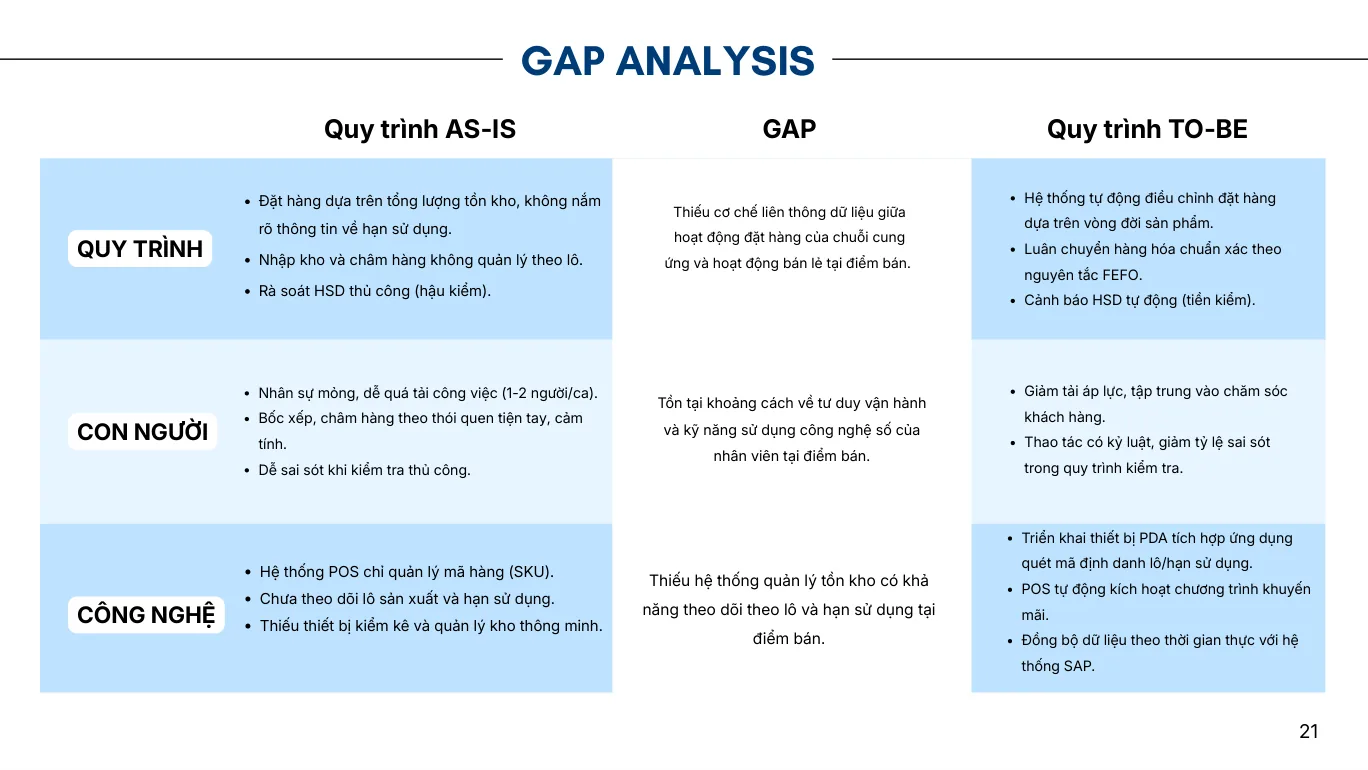 GAP ANALYSIS
Quy trình AS-IS
GAP
Quy trình TO-BE
QUY TRÌNH
• Đặt hàng dựa trên tổng lượng tồn kho, không nắm
rõ thông tin về hạn sử dụng.
• Nhập kho và châm hàng không quản lý theo lô.
• Rà soát HSD thủ công (hậu kiểm).
Thiếu cơ chế liên thông dữ liệu giữa
hoạt động đặt hàng của chuỗi cung
ứng và hoạt động bán lẻ tại điểm bán.
• Hệ thống tự động điều chỉnh đặt hàng
dựa trên vòng đời sản phẩm.
• Luân chuyển hàng hóa chuẩn xác theo
nguyên tắc FEFO.
• Cảnh báo HSD tự động (tiền kiểm).
CON NGƯỜI
• Nhân sự mỏng, dễ quá tải công việc (1-2 người/ca).
• Bốc xếp, châm hàng theo thói quen tiện tay, cảm
tính.
• Dễ sai sót khi kiểm tra thủ công.
Tồn tại khoảng cách về tư duy vận hành
và kỹ năng sử dụng công nghệ số của
nhân viên tại điểm bán.
• Giảm tải áp lực, tập trung vào chăm sóc
khách hàng.
• Thao tác có kỷ luật, giảm tỷ lệ sai sót
trong quy trình kiểm tra.
CÔNG NGHỆ
• Hệ thống POS chỉ quản lý mã hàng (SKU).
• Chưa theo dõi lô sản xuất và hạn sử dụng.
• Thiếu thiết bị kiểm kê và quản lý kho thông minh.
Thiếu hệ thống quản lý tồn kho có khả
năng theo dõi theo lô và hạn sử dụng tại
điểm bán.
• Triển khai thiết bị PDA tích hợp ứng dụng
quét mã định danh lô/hạn sử dụng.
• POS tự động kích hoạt chương trình khuyến
mãi.
• Đồng bộ dữ liệu theo thời gian thực với hệ
thống SAP.
21